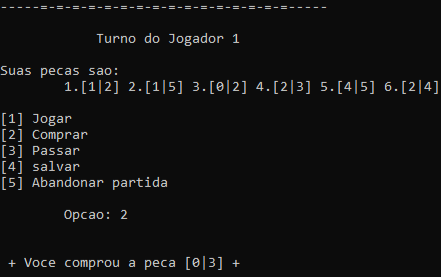 -----=-=-=-=-=-=-=-=-=-=-=-=-=-----
Turno do Jogador 1
Suas pecas sao:
1.[1|2] 2.[1|5] 3.[0|2] 4.[2|3] 5.[4|5] 6.[2|4]
[1] Jogar
[2] Comprar
[3] Passar
[4] salvar
[5] Abandonar partida
Opcao: 2
+ Voce comprou a peca [0|3] +